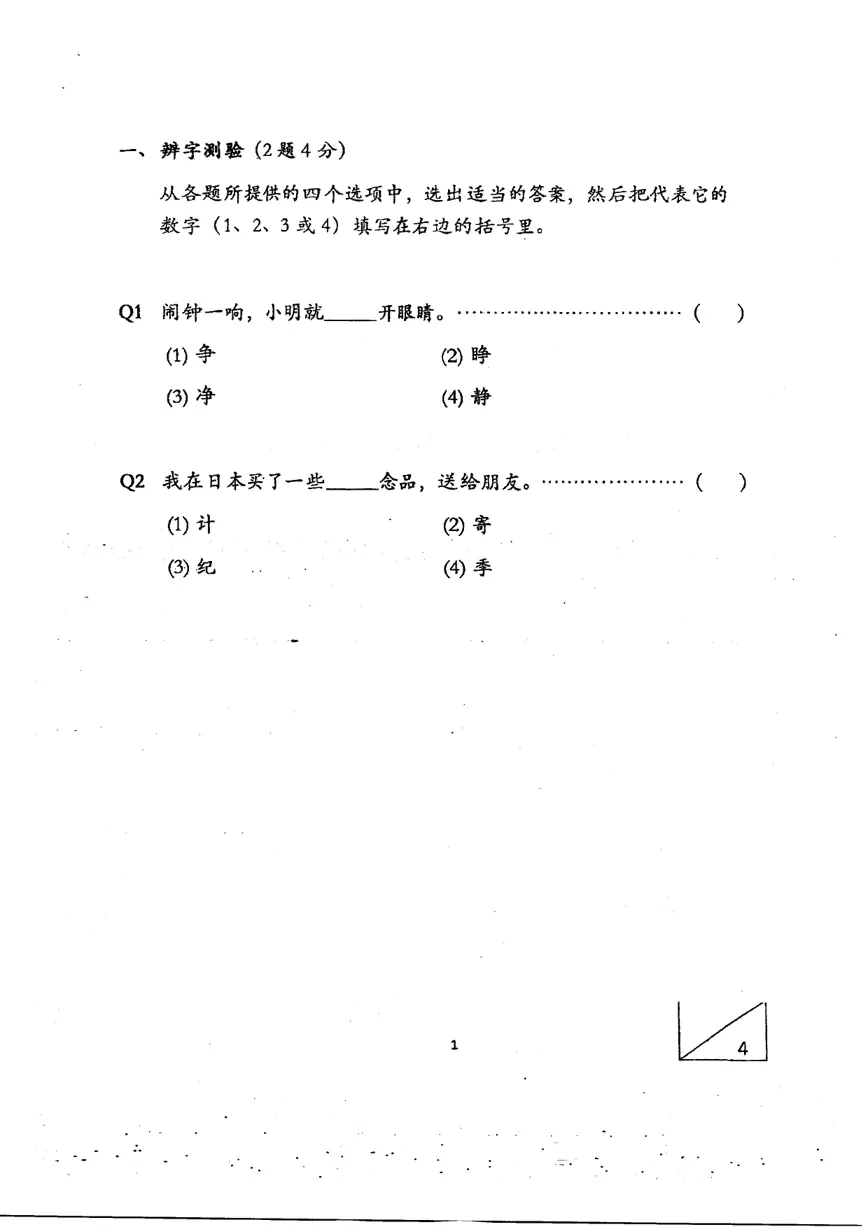 一、辨字测验（2题4分）
从各题所提供的四个选项中，选出适当的答案，然后把代表它的
数字（1、2、3或4）填写在右边的括号里。
Q1 闹钟一响，小明就____开眼睛。…………………………（ ）
(1) 争 (2) 睁
(3) 净 (4) 静
Q2 我在日本买了一些____念品，送给朋友。…………………（ ）
(1) 计 (2) 寄
(3) 纪 (4) 季
4
1